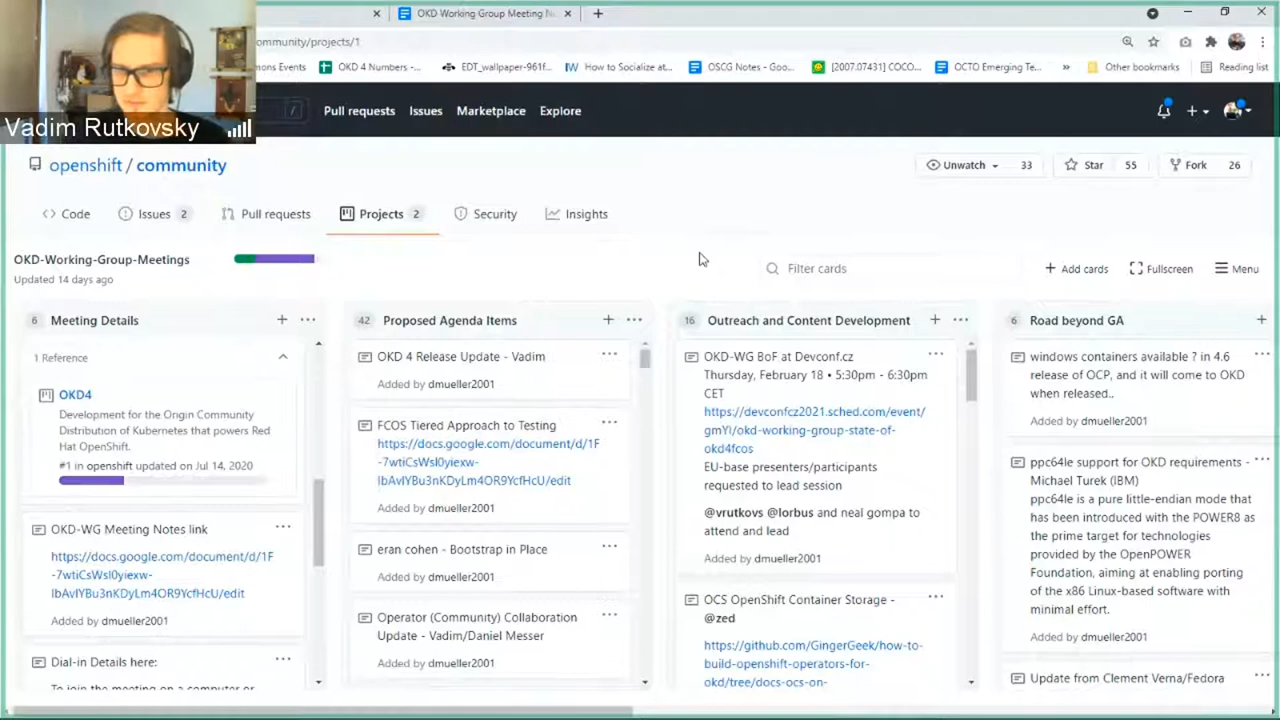 OKD Working Group Meeting N
ommunity/projects/1
mons Events
OKD 4 Numbers -...
EDT_wallpaper-961f...
How to Socialize at...
OSCG Notes - Goo...
[2007.07431] COCO...
OCTO Emerging Te...
»
Other bookmarks
Reading list
Vadim Rutkovsky
/
Pull requests
Issues
Marketplace
Explore
openshift / community
Unwatch
33
Star
55
Fork
26
Code
Issues 2
Pull requests
Projects 2
Security
Insights
OKD-Working-Group-Meetings
Updated 14 days ago
Filter cards
+ Add cards
Fullscreen
Menu
6 Meeting Details
1 Reference
OKD4
Development for the Origin Community
Distribution of Kubernetes that powers Red
Hat OpenShift.
#1 in openshift updated on Jul 14, 2020
OKD-WG Meeting Notes link
https://docs.google.com/document/d/1F
-7wtiCsWsl0yiexw-
IbAvIYBu3nKDyLm4OR9YcfHcU/edit
Added by dmueller2001
Dial-in Details here:
To join the meeting on a computer or
42 Proposed Agenda Items
OKD 4 Release Update - Vadim
Added by dmueller2001
FCOS Tiered Approach to Testing
https://docs.google.com/document/d/1F
-7wtiCsWsl0yiexw-
IbAvIYBu3nKDyLm4OR9YcfHcU/edit
Added by dmueller2001
eran cohen - Bootstrap in Place
Added by dmueller2001
Operator (Community) Collaboration
Update - Vadim/Daniel Messer
Added by dmueller2001
16 Outreach and Content Development
OKD-WG BoF at Devconf.cz
Thursday, February 18 • 5:30pm - 6:30pm
CET
https://devconfcz2021.sched.com/event/
gmYI/okd-working-group-state-of-
okd4fcos
EU-base presenters/participants
requested to lead session
@vrutkovs @lorbus and neal gompa to
attend and lead
Added by dmueller2001
OCS OpenShift Container Storage -
@zed
https://github.com/GingerGeek/how-to-
build-openshift-operators-for-
okd/tree/docs-ocs-on-
6 Road beyond GA
windows containers available ? in 4.6
release of OCP, and it will come to OKD
when released..
Added by dmueller2001
ppc64le support for OKD requirements -
Michael Turek (IBM)
ppc64le is a pure little-endian mode that
has been introduced with the POWER8 as
the prime target for technologies
provided by the OpenPOWER
Foundation, aiming at enabling porting
of the x86 Linux-based software with
minimal effort.
Added by dmueller2001
Update from Clement Verna/Fedora